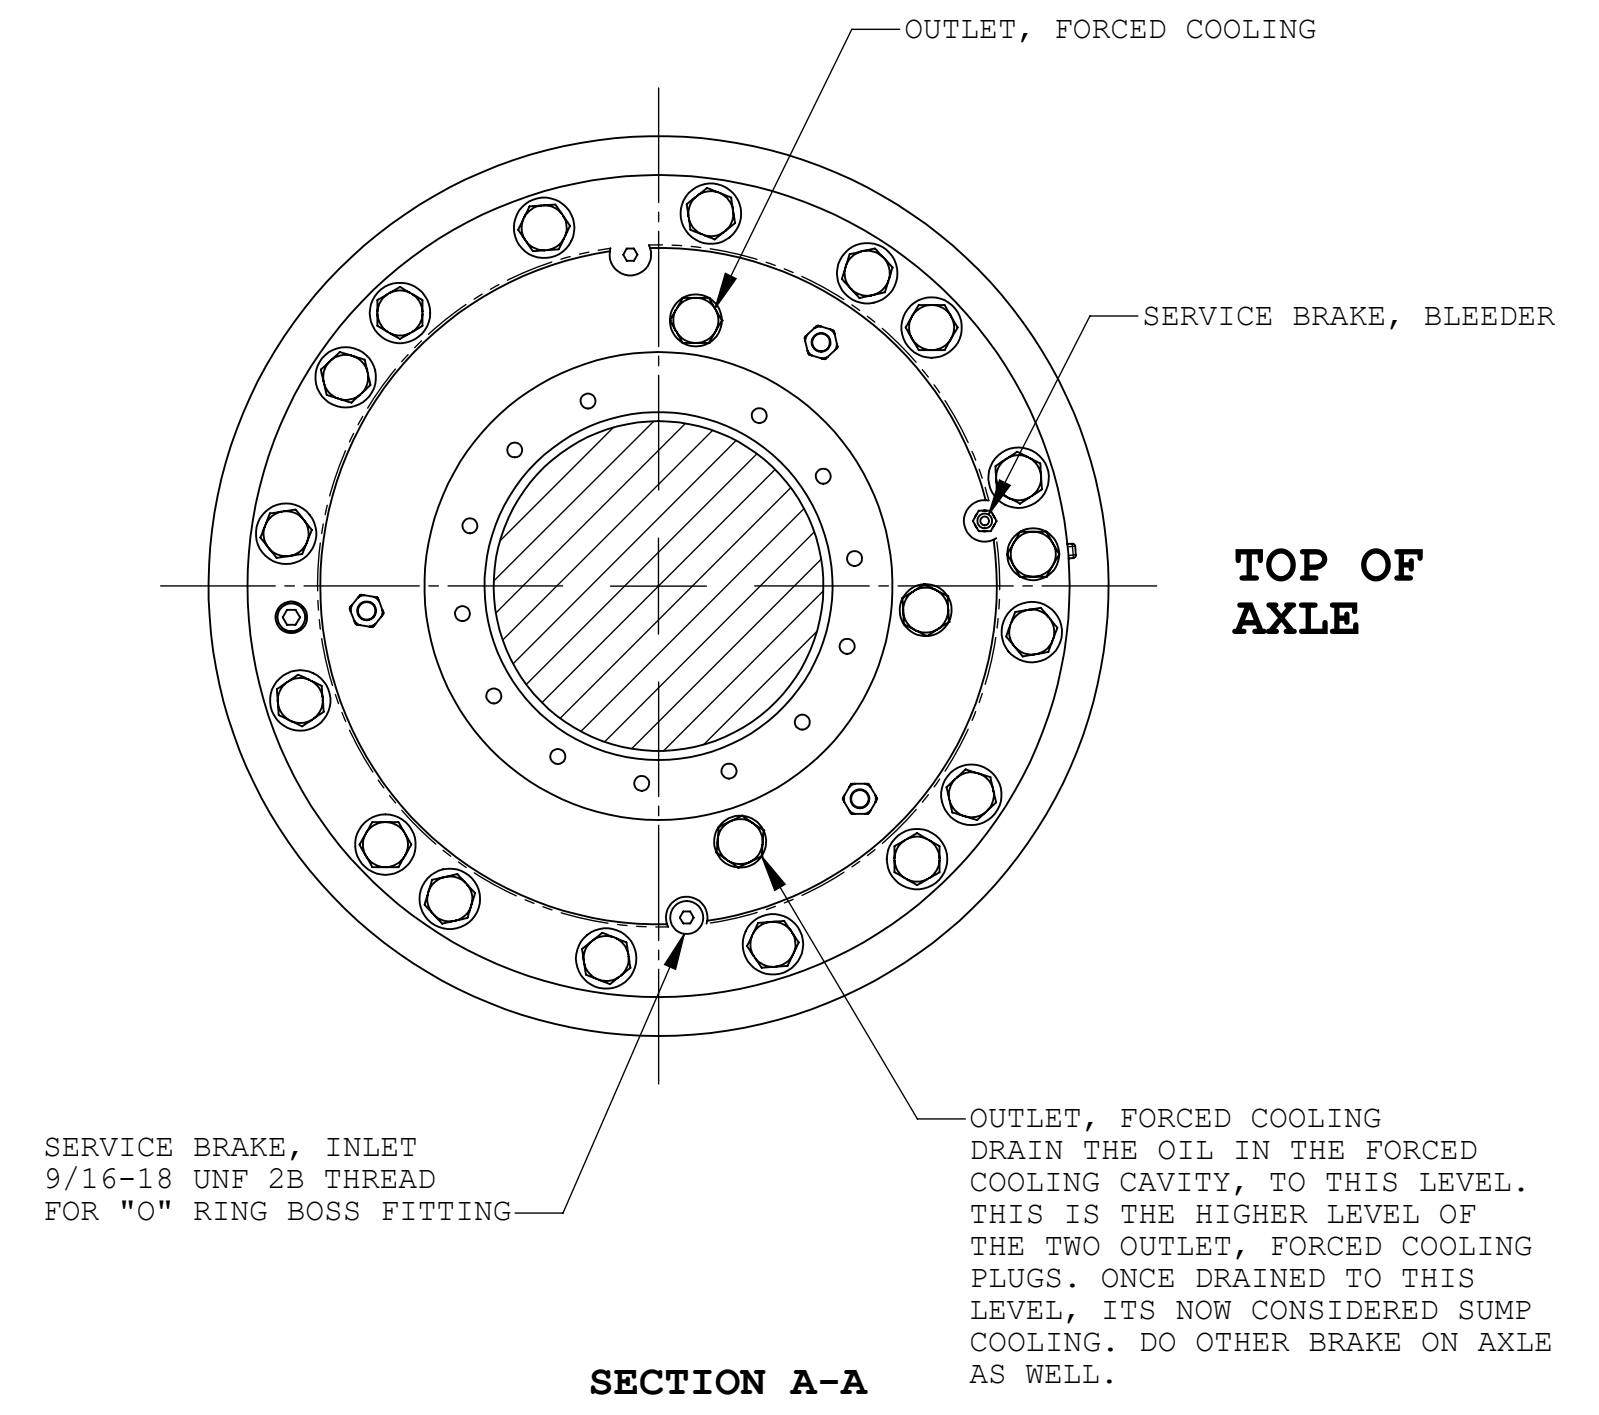 OUTLET, FORCED COOLING
SERVICE BRAKE, BLEEDER
TOP OF
AXLE
SERVICE BRAKE, INLET
9/16-18 UNF 2B THREAD
FOR "O" RING BOSS FITTING
OUTLET, FORCED COOLING
DRAIN THE OIL IN THE FORCED
COOLING CAVITY, TO THIS LEVEL.
THIS IS THE HIGHER LEVEL OF
THE TWO OUTLET, FORCED COOLING
PLUGS. ONCE DRAINED TO THIS
LEVEL, ITS NOW CONSIDERED SUMP
COOLING. DO OTHER BRAKE ON AXLE
AS WELL.
SECTION A-A